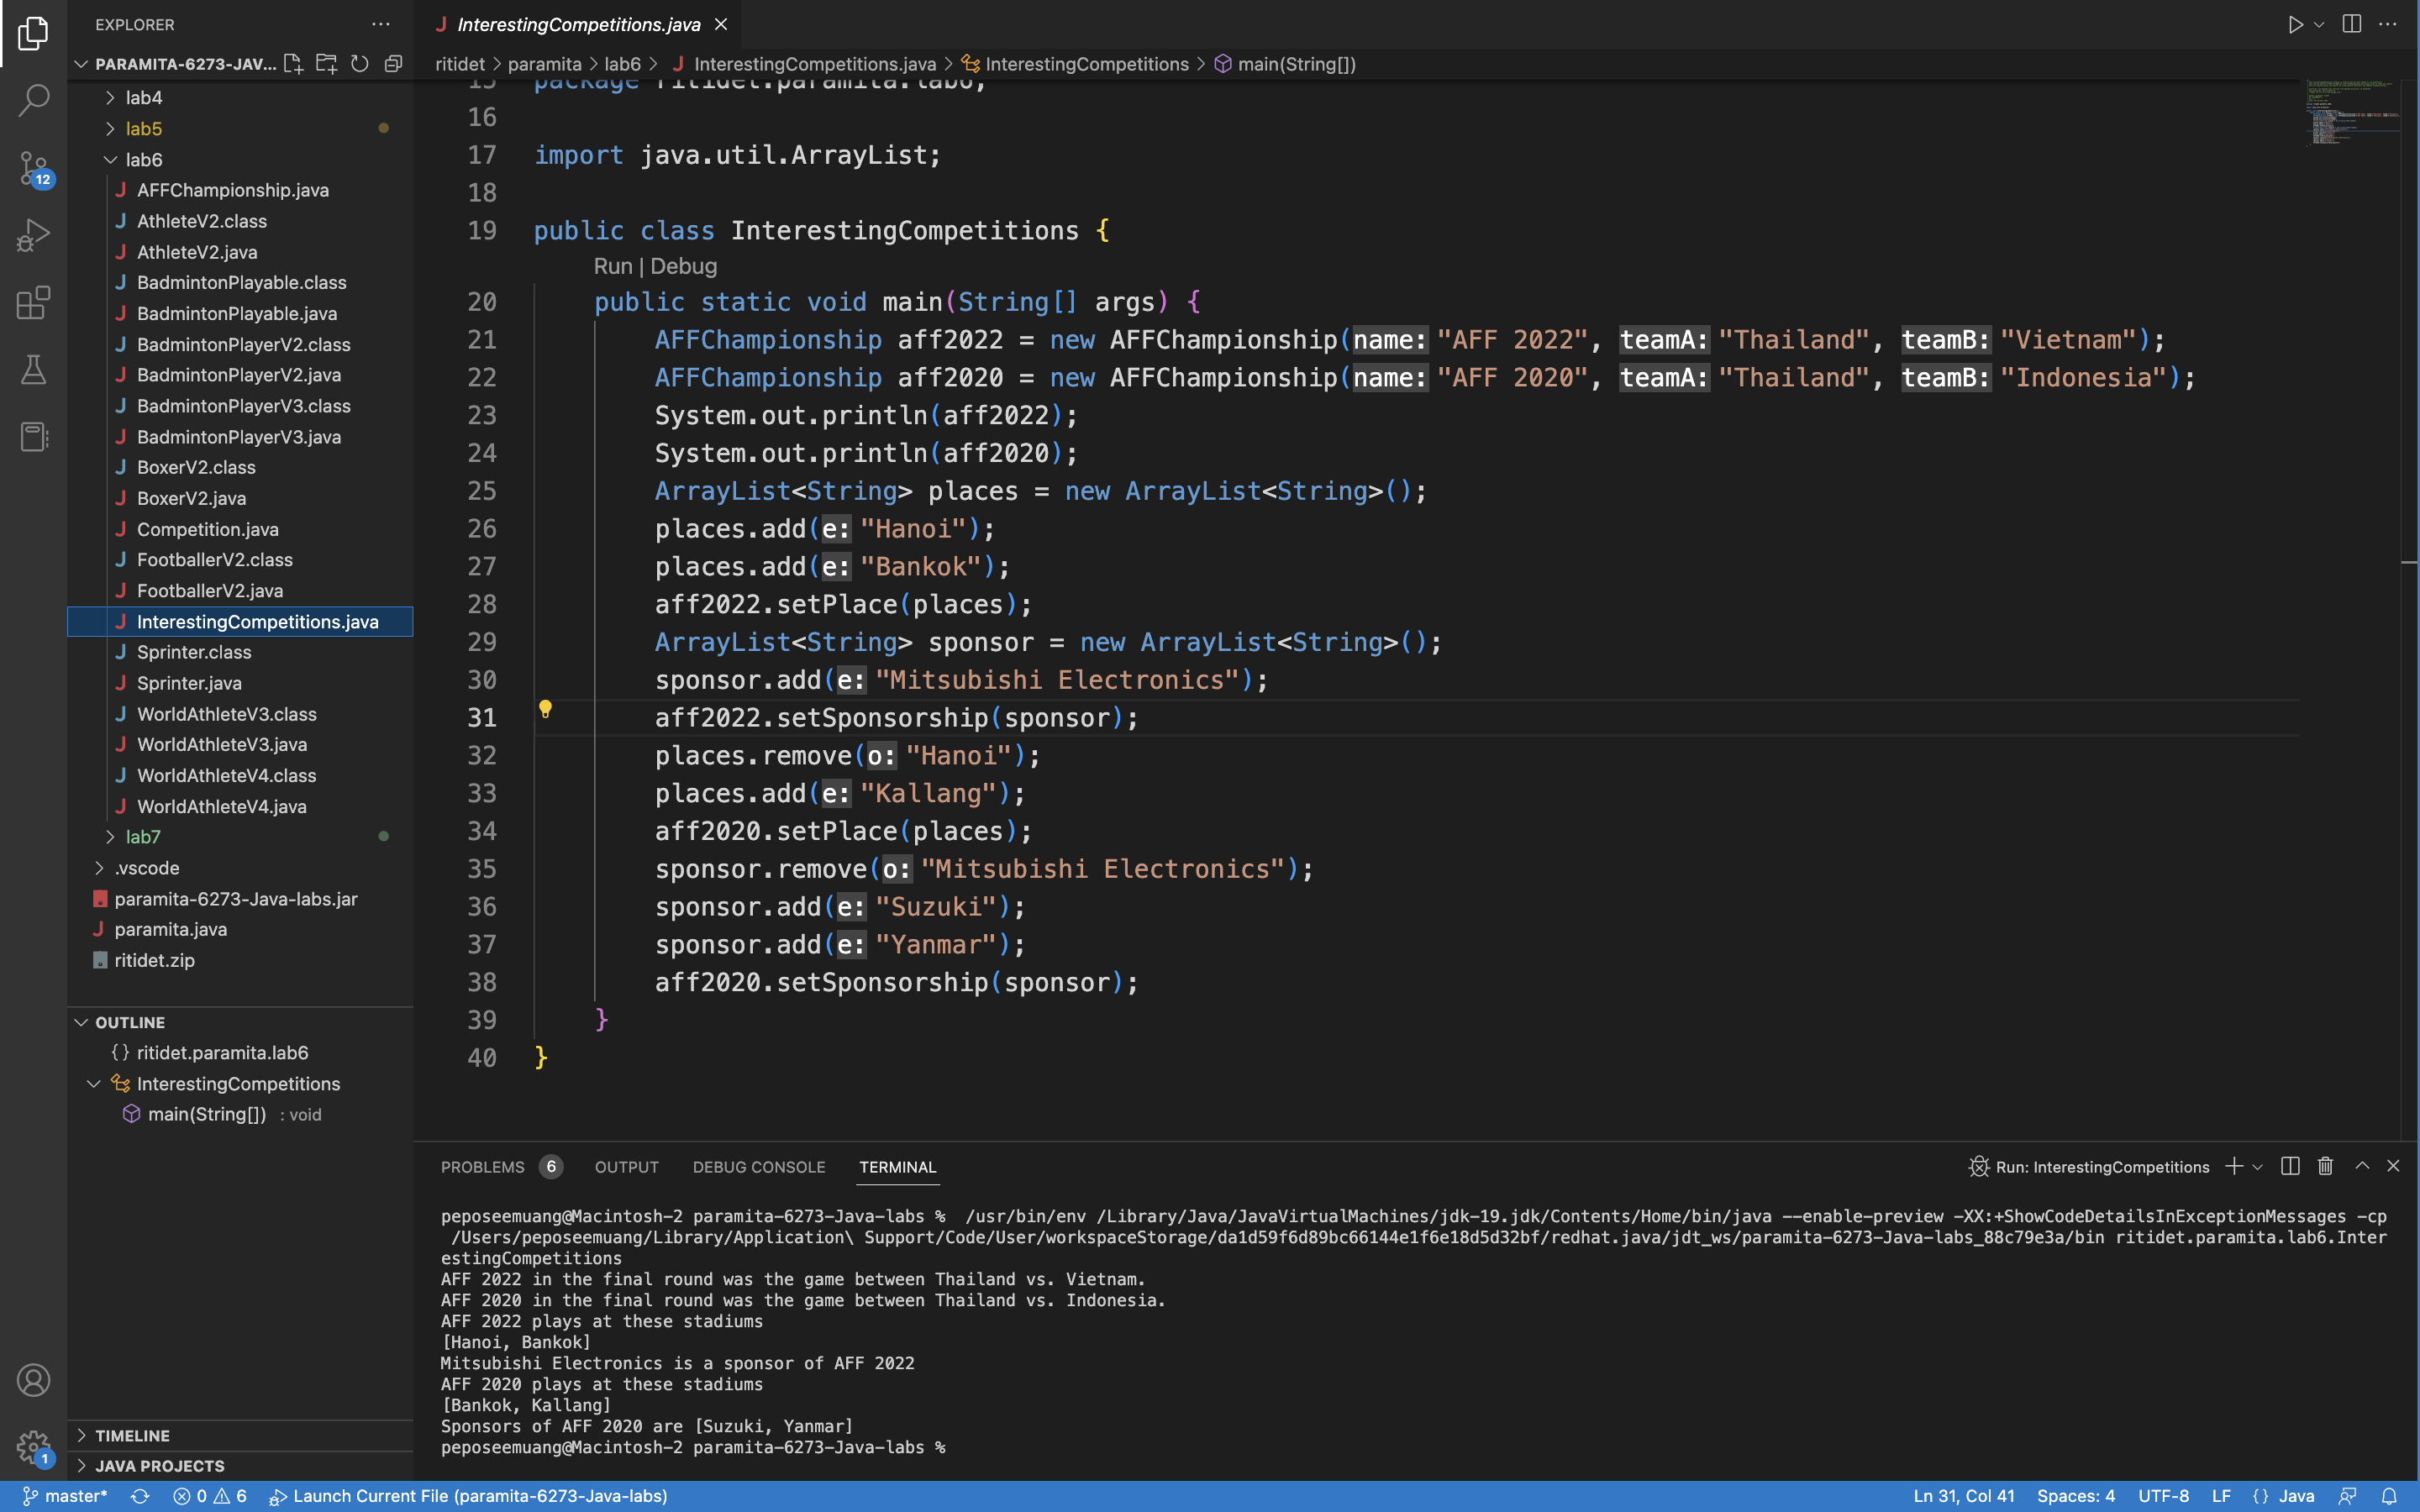 EXPLORER
PARAMITA-6273-JAV...
lab4
lab5
lab6
AFFChampionship.java
AthleteV2.class
AthleteV2.java
BadmintonPlayable.class
BadmintonPlayable.java
BadmintonPlayerV2.class
BadmintonPlayerV2.java
BadmintonPlayerV3.class
BadmintonPlayerV3.java
BoxerV2.class
BoxerV2.java
Competition.java
FootballerV2.class
FootballerV2.java
InterestingCompetitions.java
Sprinter.class
Sprinter.java
WorldAthleteV3.class
WorldAthleteV3.java
WorldAthleteV4.class
WorldAthleteV4.java
lab7
.vscode
paramita-6273-Java-labs.jar
paramita.java
ritidet.zip
OUTLINE
{} ritidet.paramita.lab6
InterestingCompetitions
main(String[]) : void
TIMELINE
JAVA PROJECTS
12
1
InterestingCompetitions.java
ritidet > paramita > lab6 > InterestingCompetitions.java > InterestingCompetitions > main(String[])
15 package ritidet.paramita.lab6;
16
17 import java.util.ArrayList;
18
19 public class InterestingCompetitions {
Run | Debug
20 public static void main(String[] args) {
21 AFFChampionship aff2022 = new AFFChampionship(name: "AFF 2022", teamA: "Thailand", teamB: "Vietnam");
22 AFFChampionship aff2020 = new AFFChampionship(name: "AFF 2020", teamA: "Thailand", teamB: "Indonesia");
23 System.out.println(aff2022);
24 System.out.println(aff2020);
25 ArrayList<String> places = new ArrayList<String>();
26 places.add(e: "Hanoi");
27 places.add(e: "Bankok");
28 aff2022.setPlace(places);
29 ArrayList<String> sponsor = new ArrayList<String>();
30 sponsor.add(e: "Mitsubishi Electronics");
31 aff2022.setSponsorship(sponsor);
32 places.remove(o: "Hanoi");
33 places.add(e: "Kallang");
34 aff2020.setPlace(places);
35 sponsor.remove(o: "Mitsubishi Electronics");
36 sponsor.add(e: "Suzuki");
37 sponsor.add(e: "Yanmar");
38 aff2020.setSponsorship(sponsor);
39 }
40 }
PROBLEMS 6 OUTPUT DEBUG CONSOLE TERMINAL
Run: InterestingCompetitions
peposeemuang@Macintosh-2 paramita-6273-Java-labs % /usr/bin/env /Library/Java/JavaVirtualMachines/jdk-19.jdk/Contents/Home/bin/java --enable-preview -XX:+ShowCodeDetailsInExceptionMessages -cp
/Users/peposeemuang/Library/Application\ Support/Code/User/workspaceStorage/da1d59f6d89bc66144e1f6e18d5d32bf/redhat.java/jdt_ws/paramita-6273-Java-labs_88c79e3a/bin ritidet.paramita.lab6.Inter
estingCompetitions
AFF 2022 in the final round was the game between Thailand vs. Vietnam.
AFF 2020 in the final round was the game between Thailand vs. Indonesia.
AFF 2022 plays at these stadiums
[Hanoi, Bankok]
Mitsubishi Electronics is a sponsor of AFF 2022
AFF 2020 plays at these stadiums
[Bankok, Kallang]
Sponsors of AFF 2020 are [Suzuki, Yanmar]
peposeemuang@Macintosh-2 paramita-6273-Java-labs %
master* 0 6 Launch Current File (paramita-6273-Java-labs) Ln 31, Col 41 Spaces: 4 UTF-8 LF {} Java